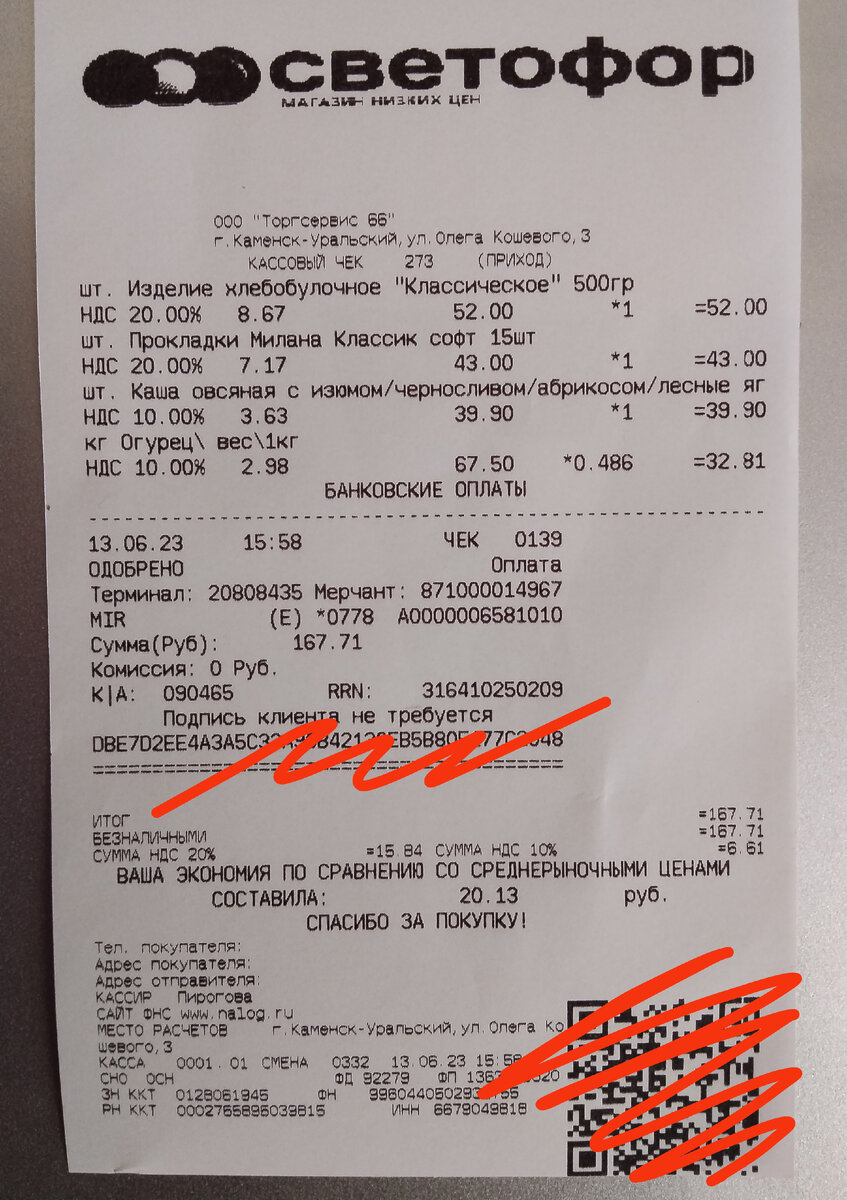 светофор
МАГАЗИН НИЗКИХ ЦЕН
ООО "Торгсервис 66"
г.Каменск-Уральский,ул.Олега Кошевого,3
КАССОВЫЙ ЧЕК 273 (ПРИХОД)
шт. Изделие хлебобулочное "Классическое" 500гр
НДС 20.00% 8.67 52.00 *1 =52.00
шт. Прокладки Милана Классик софт 15шт
НДС 20.00% 7.17 43.00 *1 =43.00
шт. Каша овсяная с изюмом/черносливом/абрикосом/лесные яг
НДС 10.00% 3.63 39.90 *1 =39.90
кг Огурец\ вес\1кг
НДС 10.00% 2.98 67.50 *0.486 =32.81
БАНКОВСКИЕ ОПЛАТЫ
13.06.23 15:58 ЧЕК 0139
ОДОБРЕНО Оплата
Терминал: 20808435 Мерчант: 871000014967
MIR (E) *0778 A0000006581010
Сумма(Руб): 167.71
Комиссия: 0 Руб.
К|А: 090465 RRN: 316410250209
Подпись клиента не требуется
ИТОГ =167.71
БЕЗНАЛИЧНЫМИ =167.71
СУММА НДС 20% =15.84 СУММА НДС 10% =6.61
ВАША ЭКОНОМИЯ ПО СРАВНЕНИЮ СО СРЕДНЕРЫНОЧНЫМИ ЦЕНАМИ
СОСТАВИЛА: 20.13 руб.
СПАСИБО ЗА ПОКУПКУ!
Тел. покупателя:
Адрес покупателя:
Адрес отправителя:
КАССИР Пирогова
САЙТ ФНС www.nalog.ru
МЕСТО РАСЧЕТОВ г.Каменск-Уральский,ул.Олега Ко
шевого,3
КАССА 0001.01 СМЕНА 0332 13.06.23 15:58
СНО ОСН ФД 92279 ФП
ЗН ККТ 0128061945 ФН
РН ККТ 0002755895039815 ИНН 6679049818